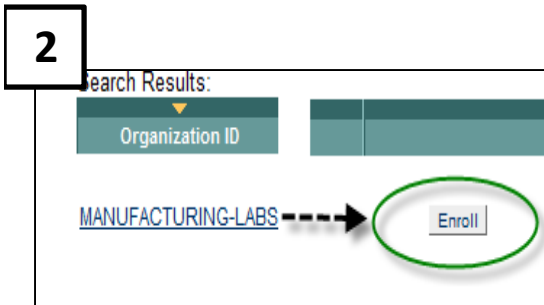 2
Search Results:
Organization ID
MANUFACTURING-LABS
Enroll